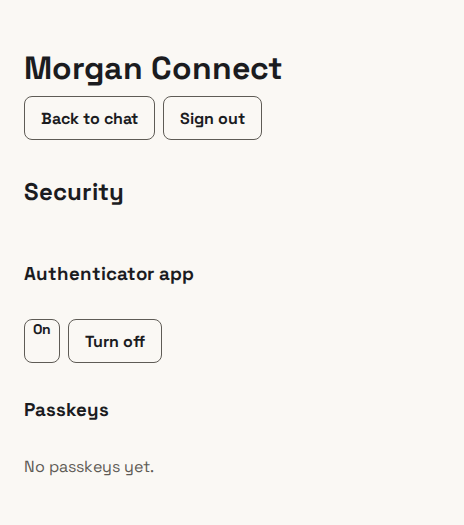 Morgan Connect
Back to chat Sign out
Security
Authenticator app
On Turn off
Passkeys
No passkeys yet.